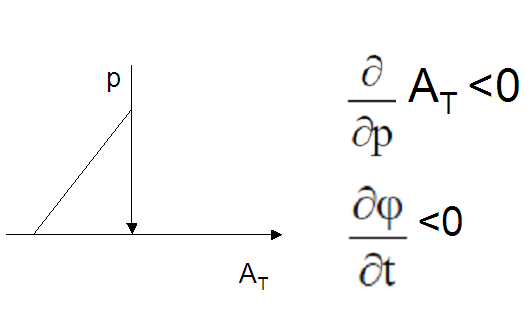 p
A_T
∂/∂p A_T <0
∂φ/∂t <0